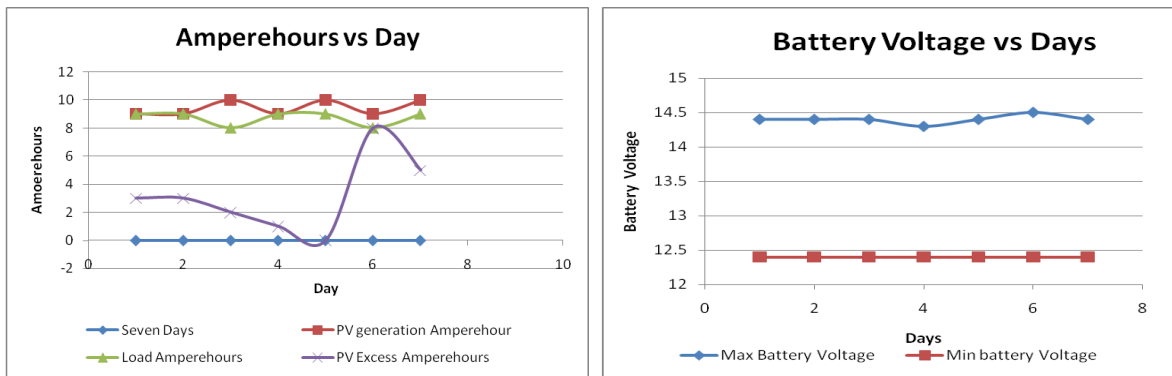 Amperehours vs Day
12
10
8
6
4
2
0
-2
0 2 4 6 8 10
Amoerehours
Day
Seven Days PV generation Amperehour
Load Amperehours PV Excess Amperehours
Battery Voltage vs Days
15
14.5
14
13.5
13
12.5
12
0 2 4 6 8
Battery Voltage
Days
Max Battery Voltage Min battery Voltage